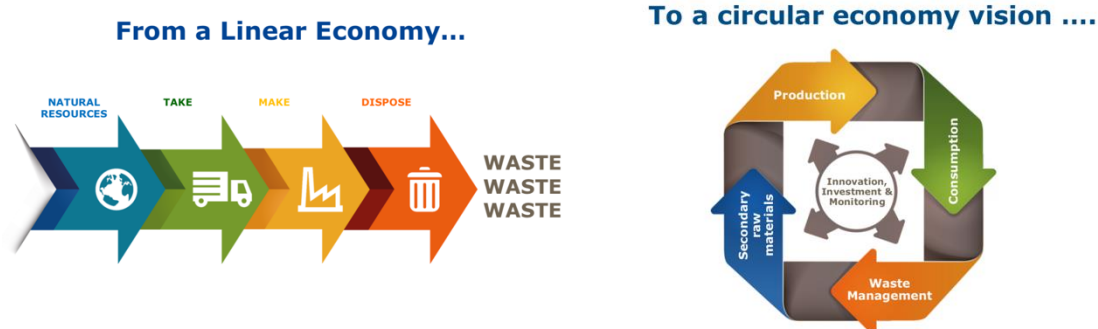 From a Linear Economy...
NATURAL
RESOURCES
TAKE
MAKE
DISPOSE
WASTE
WASTE
WASTE
To a circular economy vision ....
Production
Consumption
Waste
Management
Secondary
raw
materials
Innovation,
Investment &
Monitoring